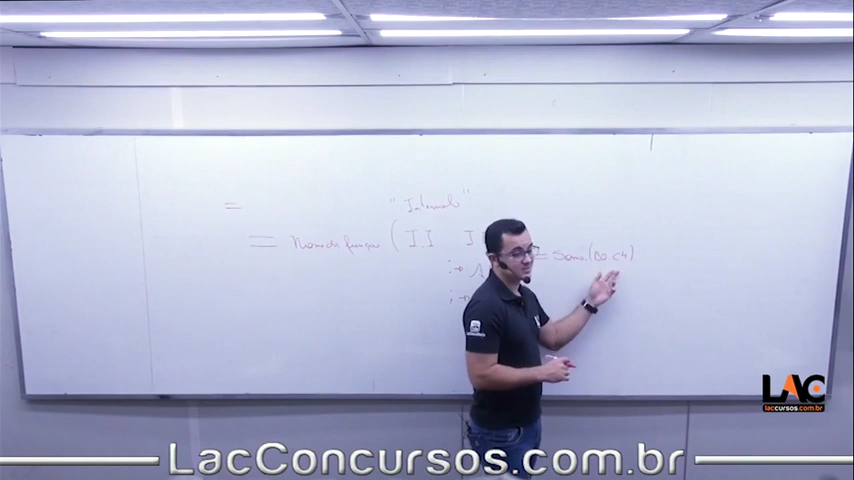 "Intervalo"
=
= Nome da função ( I.I
= Soma (B0:C4)
:→ A
;→
LAC
laccursos.com.br
LacConcursos.com.br